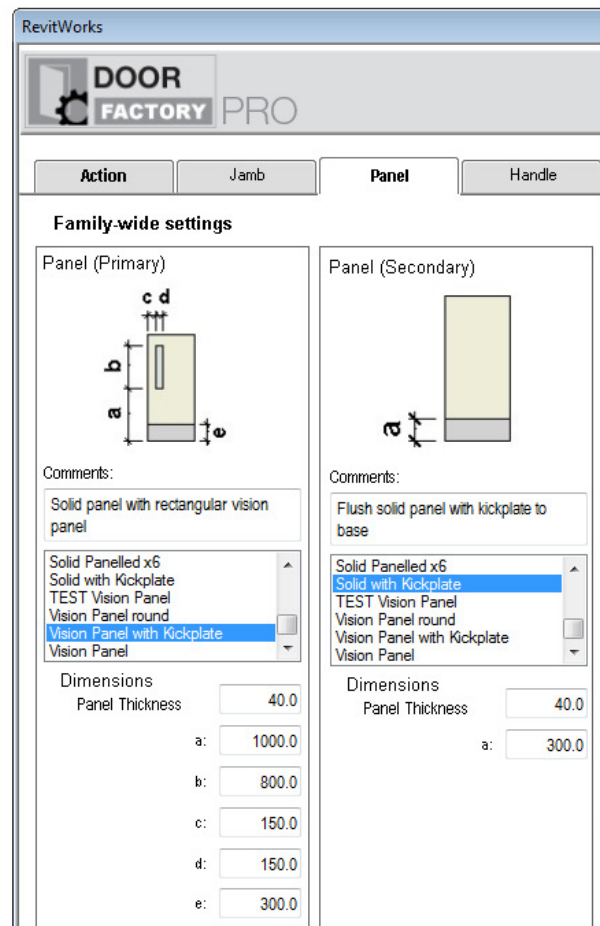 RevitWorks
DOOR
FACTORY PRO
Action
Jamb
Panel
Handle
Family-wide settings
Panel (Primary)
c d
b
a
e
Comments:
Solid panel with rectangular vision
panel
Solid Panelled x6
Solid with Kickplate
TEST Vision Panel
Vision Panel round
Vision Panel with Kickplate
Vision Panel
Dimensions
Panel Thickness 40.0
a: 1000.0
b: 800.0
c: 150.0
d: 150.0
e: 300.0
Panel (Secondary)
a
Comments:
Flush solid panel with kickplate to
base
Solid Panelled x6
Solid with Kickplate
TEST Vision Panel
Vision Panel round
Vision Panel with Kickplate
Vision Panel
Dimensions
Panel Thickness 40.0
a: 300.0